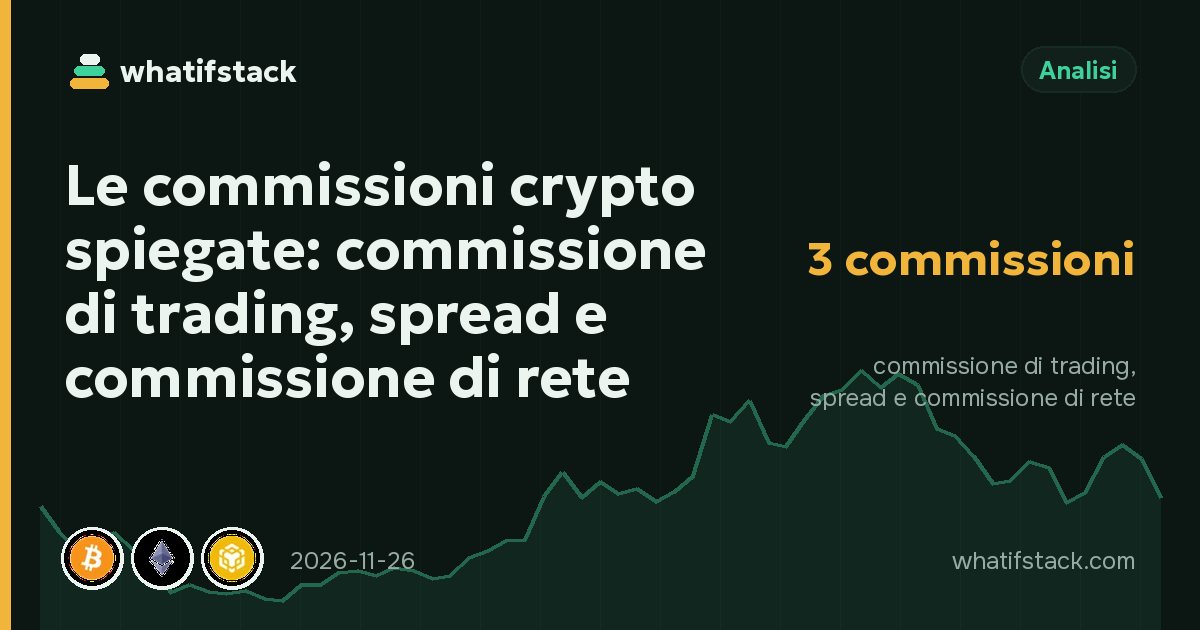 whatifstack
Analisi
Le commissioni crypto
spiegate: commissione
di trading, spread e
commissione di rete
3 commissioni
commissione di trading,
spread e commissione di rete
2026-11-26
whatifstack.com